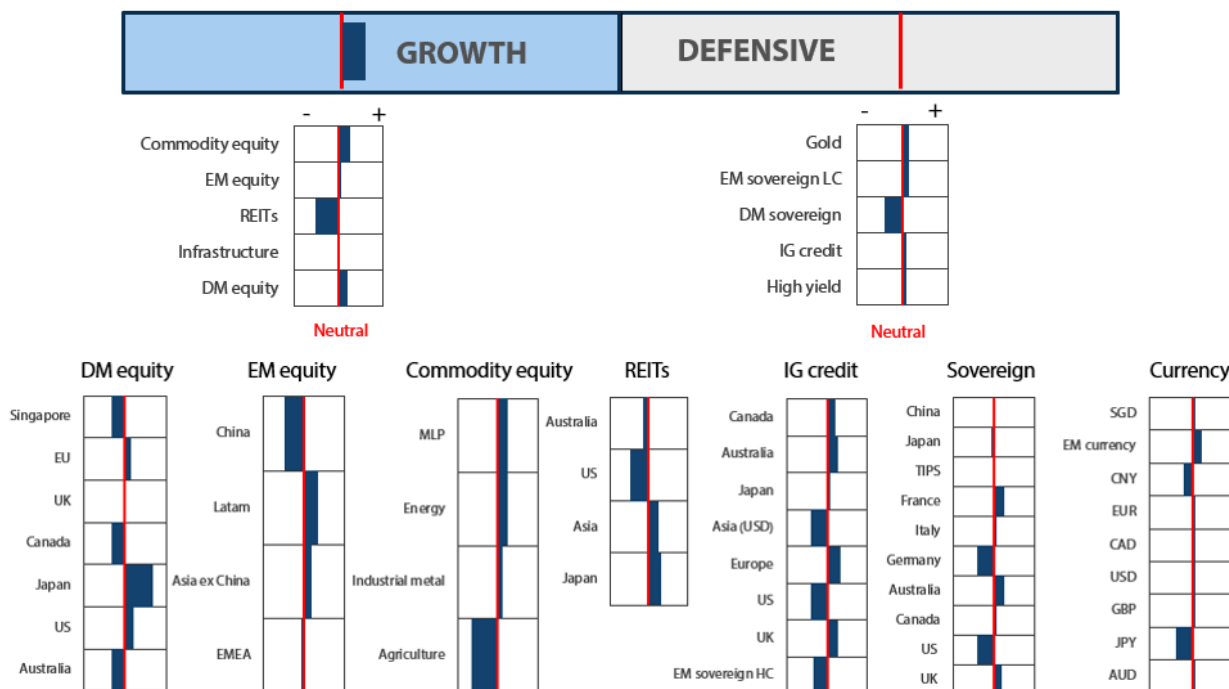 GROWTH
DEFENSIVE
- +
Commodity equity
EM equity
REITs
Infrastructure
DM equity
Neutral
- +
Gold
EM sovereign LC
DM sovereign
IG credit
High yield
Neutral
DM equity
Singapore
EU
UK
Canada
Japan
US
Australia
EM equity
China
Latam
Asia ex China
EMEA
Commodity equity
MLP
Energy
Industrial metal
Agriculture
REITs
Australia
US
Asia
Japan
IG credit
Canada
Australia
Japan
Asia (USD)
Europe
US
UK
EM sovereign HC
Sovereign
China
Japan
TIPS
France
Italy
Germany
Australia
Canada
US
UK
Currency
SGD
EM currency
CNY
EUR
CAD
USD
GBP
JPY
AUD